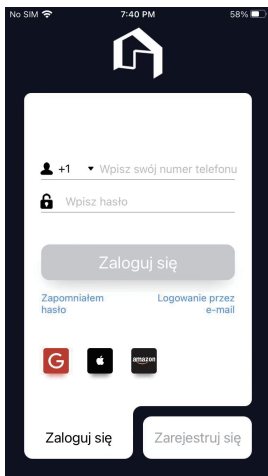 No SIM 7:40 PM 58%
+1 Wpisz swój numer telefonu
Wpisz hasło
Zaloguj się
Zapomniałem hasło
Logowanie przez e-mail
G amazon
Zaloguj się Zarejestruj się